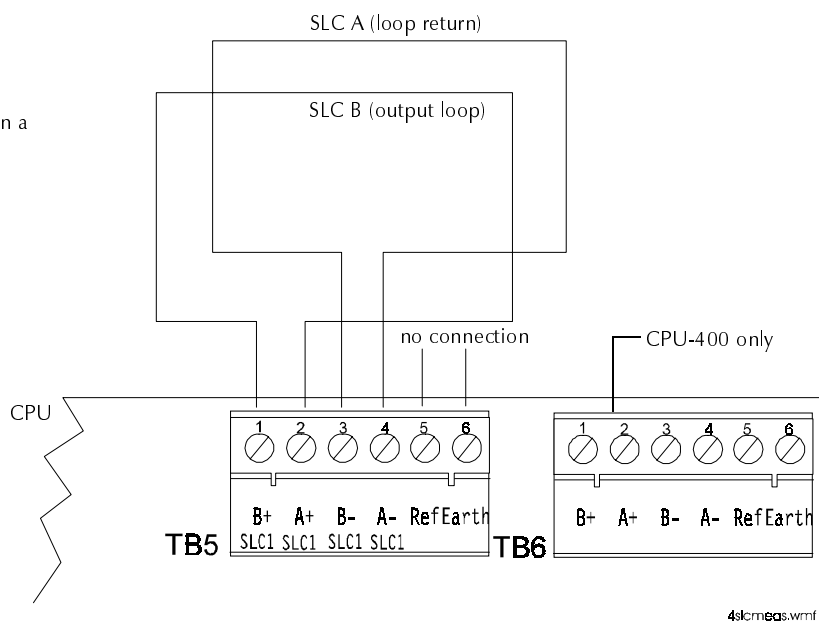 SLC A (loop return)
SLC B (output loop)
n a
no connection
CPU-400 only
CPU
1 2 3 4 5 6
B+ A+ B- A- Ref Earth
SLC1 SLC1 SLC1 SLC1
TB5
1 2 3 4 5 6
B+ A+ B- A- Ref Earth
TB6
4slcmegs.wmf